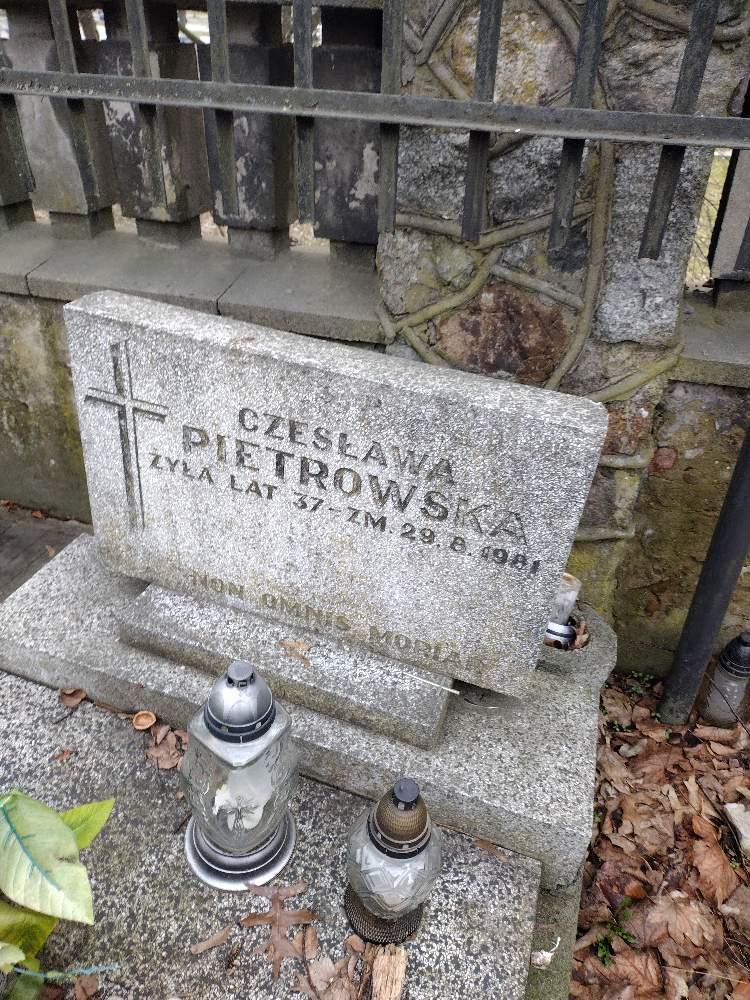 CZESŁAWA
PIETROWSKA
ŻYŁA LAT 37 - ZM. 29. 8. 1981
NON OMNIS MORIAR